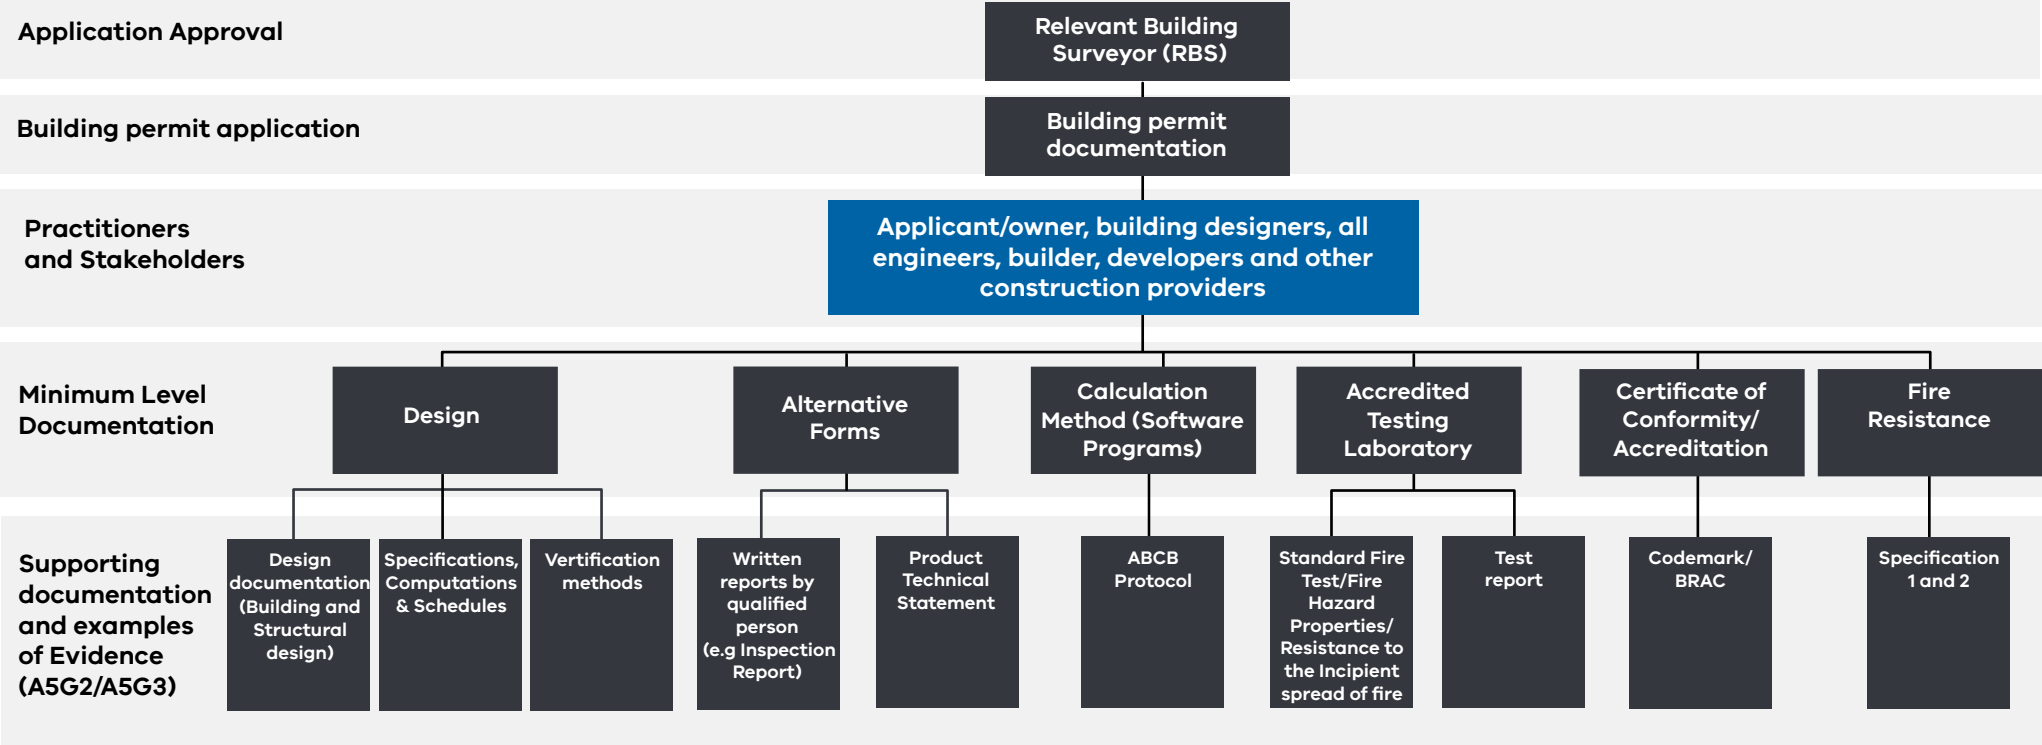 Application Approval
Relevant Building
Surveyor (RBS)
Building permit application
Building permit
documentation
Practitioners
and Stakeholders
Applicant/owner, building designers, all
engineers, builder, developers and other
construction providers
Minimum Level
Documentation
Design
Alternative
Forms
Calculation
Method (Software
Programs)
Accredited
Testing
Laboratory
Certificate of
Conformity/
Accreditation
Fire
Resistance
Supporting
documentation
and examples
of Evidence
(A5G2/A5G3)
Design
documentation
(Building and
Structural
design)
Specifications,
Computations
& Schedules
Vertification
methods
Written
reports by
qualified
person
(e.g Inspection
Report)
Product
Technical
Statement
ABCB
Protocol
Standard Fire
Test/Fire
Hazard
Properties/
Resistance to
the Incipient
spread of fire
Test
report
Codemark/
BRAC
Specification
1 and 2